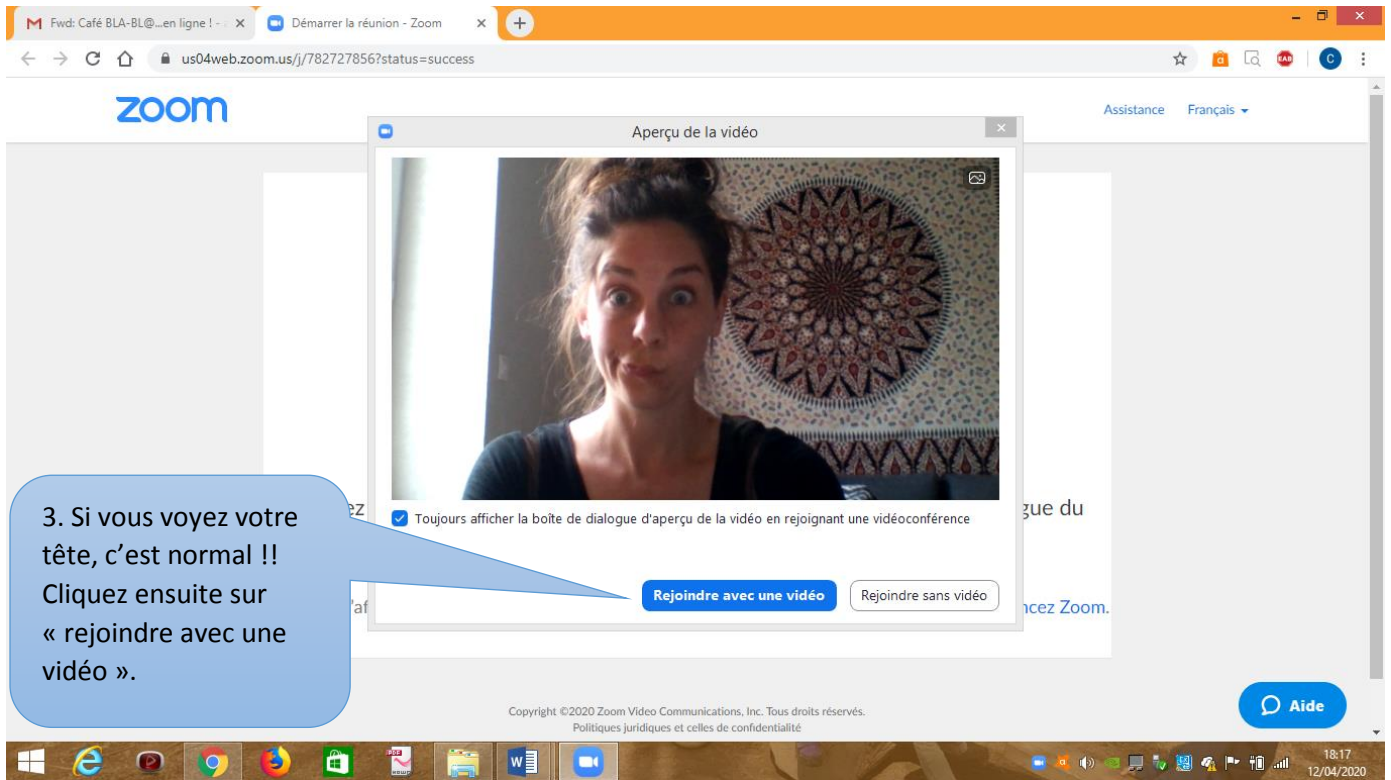 Fwd: Café BLA-BL@...en ligne ! -
Démarrer la réunion - Zoom
us04web.zoom.us/j/782727856?status=success
C
zoom
Assistance
Français
Aperçu de la vidéo
ez
gue du
Toujours afficher la boîte de dialogue d'aperçu de la vidéo en rejoignant une vidéoconférence
Rejoindre avec une vidéo
Rejoindre sans vidéo
'af
ncez Zoom.
3. Si vous voyez votre
tête, c’est normal !!
Cliquez ensuite sur
« rejoindre avec une
vidéo ».
Copyright ©2020 Zoom Video Communications, Inc. Tous droits réservés.
Politiques juridiques et celles de confidentialité
Aide
18:17
12/04/2020